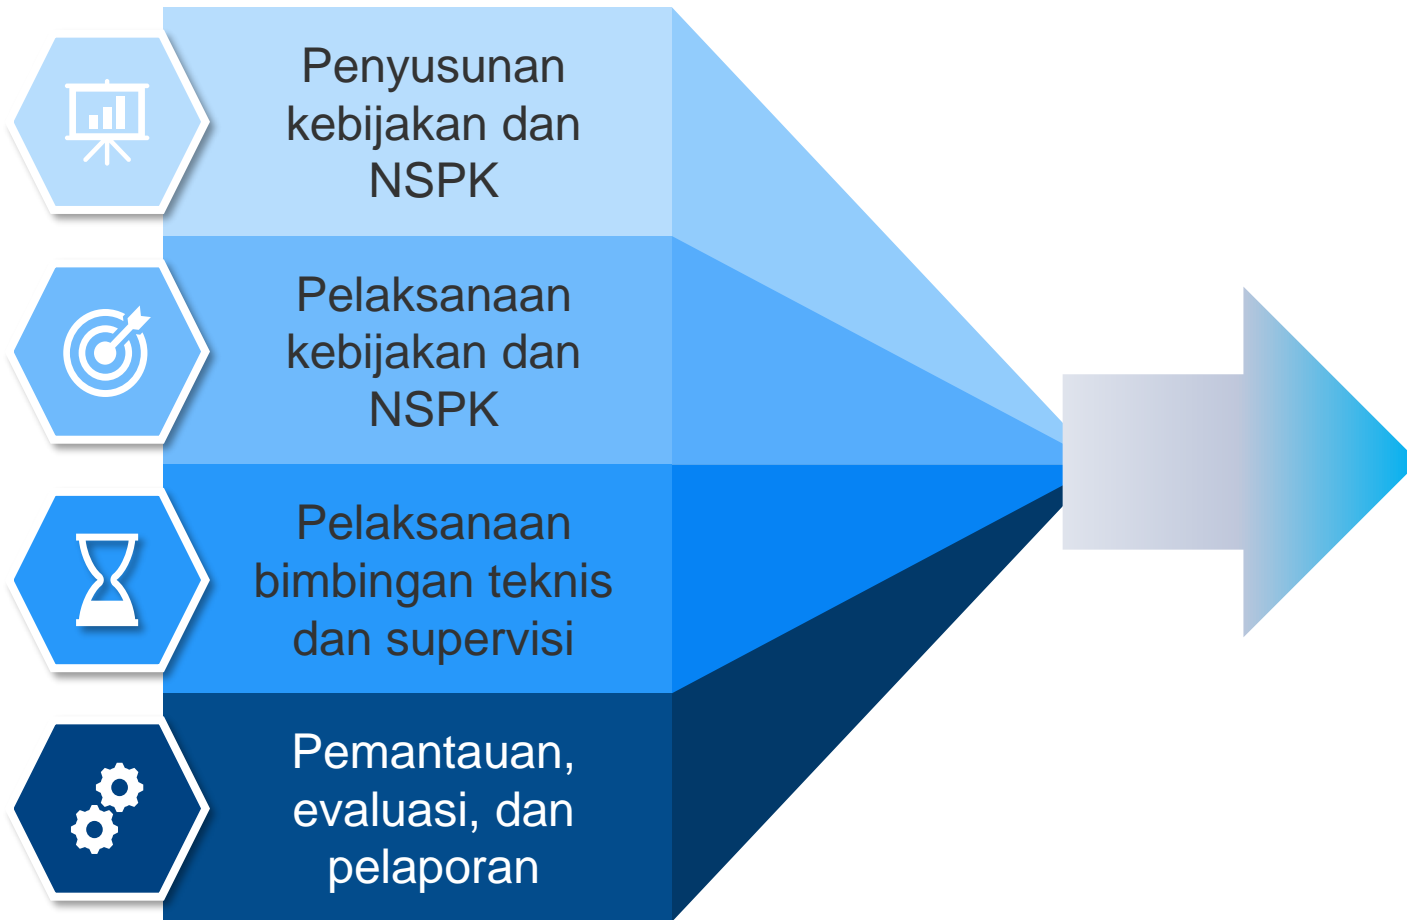 Penyusunan
kebijakan dan
NSPK
Pelaksanaan
kebijakan dan
NSPK
Pelaksanaan
bimbingan teknis
dan supervisi
Pemantauan,
evaluasi, dan
pelaporan